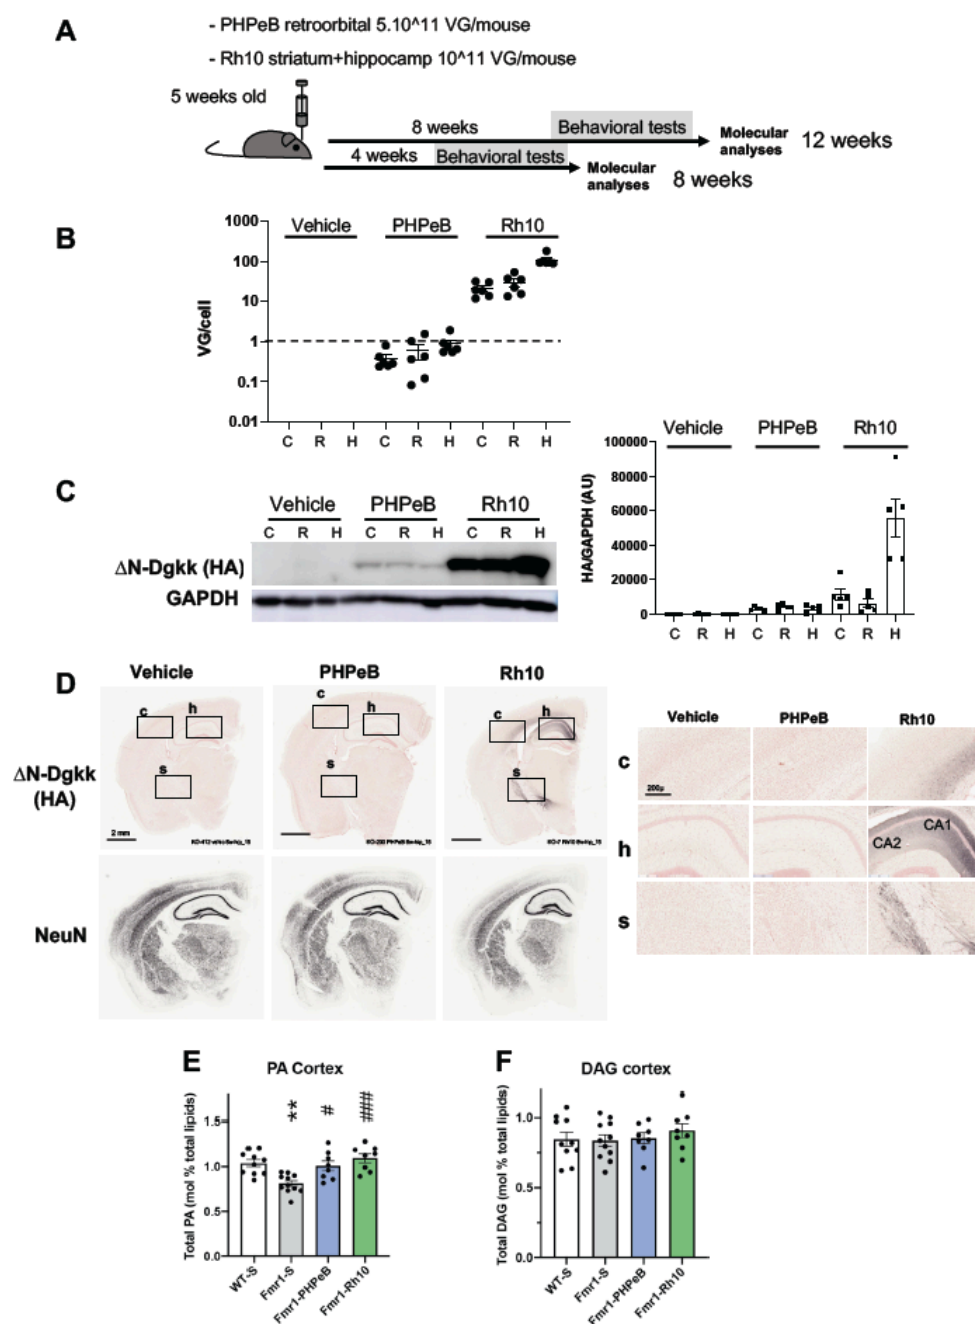 A
- PHPeB retroorbital 5.10^11 VG/mouse
- Rh10 striatum+hippocamp 10^11 VG/mouse
5 weeks old
8 weeks
Behavioral tests
Molecular
analyses
12 weeks
4 weeks
Behavioral tests
Molecular
analyses
8 weeks
B
Vehicle PHPeB Rh10
VG/cell
1000
100
10
1
0.1
0.01
C R H C R H C R H
C
Vehicle PHPeB Rh10
C R H C R H C R H
ΔN-Dgkk (HA)
GAPDH
Vehicle PHPeB Rh10
HA/GAPDH (AU)
100000
80000
60000
40000
20000
0
C R H C R H C R H
D
Vehicle PHPeB Rh10
ΔN-Dgkk
(HA)
c h s
c h s
c h s
2 mm
NeuN
Vehicle PHPeB Rh10
c
200µ
h
CA2 CA1
s
E
PA Cortex
Total PA (mol % total lipids)
1.5
1.0
0.5
0.0
** # ###
WT-S Fmr1-S Fmr1-PHPeB Fmr1-Rh10
F
DAG cortex
Total DAG (mol % total lipids)
1.0
0.5
0.0
WT-S Fmr1-S Fmr1-PHPeB Fmr1-Rh10